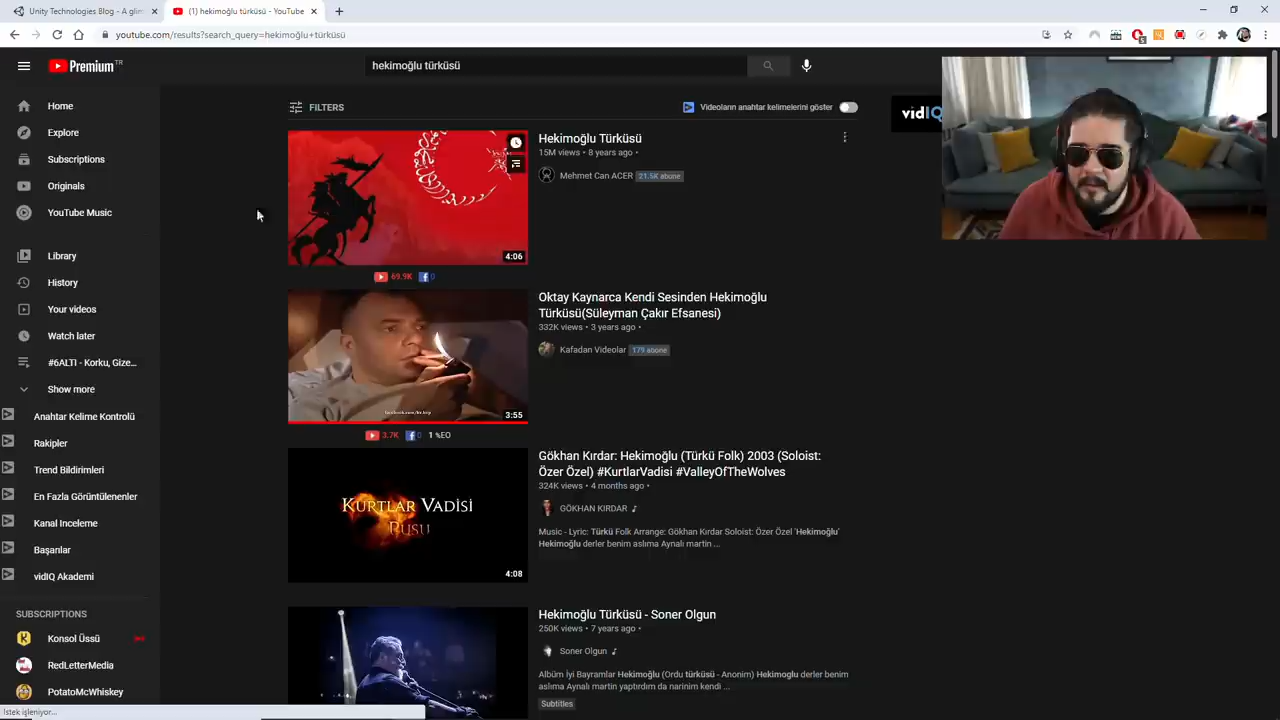 Unity Technologies Blog - A glim
(1) hekimoğlu türküsü - YouTube
youtube.com/results?search_query=hekimoğlu+türküsü
Premium TR
hekimoğlu türküsü
Home
Explore
Subscriptions
Originals
YouTube Music
Library
History
Your videos
Watch later
#6ALTI - Korku, Gize...
Show more
Anahtar Kelime Kontrolü
Rakipler
Trend Bildirimleri
En Fazla Görüntülenenler
Kanal Inceleme
Başarılar
vidIQ Akademi
SUBSCRIPTIONS
Konsol Üssü
RedLetterMedia
PotatoMcWhiskey
İstek işleniyor...
FILTERS
Videoların anahtar kelimelerini göster
vidIQ
4:06
69.9K 0
Hekimoğlu Türküsü
15M views • 8 years ago •
Mehmet Can ACER 21.5K abone
3:55
3.7K 0 1 %EO
Oktay Kaynarca Kendi Sesinden Hekimoğlu
Türküsü(Süleyman Çakır Efsanesi)
332K views • 3 years ago •
Kafadan Videolar 179 abone
KURTLAR VADİSİ
PUSU
4:08
Gökhan Kırdar: Hekimoğlu (Türkü Folk) 2003 (Soloist:
Özer Özel) #KurtlarVadisi #ValleyOfTheWolves
324K views • 4 months ago •
GÖKHAN KIRDAR
Music - Lyric: Türkü Folk Arrange: Gökhan Kırdar Soloist: Özer Özel 'Hekimoğlu'
Hekimoğlu derler benim aslıma Aynalı martin ...
Hekimoğlu Türküsü - Soner Olgun
250K views • 7 years ago •
Soner Olgun
Albüm İyi Bayramlar Hekimoğlu (Ordu türküsü - Anonim) Hekimoglu derler benim
aslıma Aynalı martin yaptırdım da narinim kendi ...
Subtitles